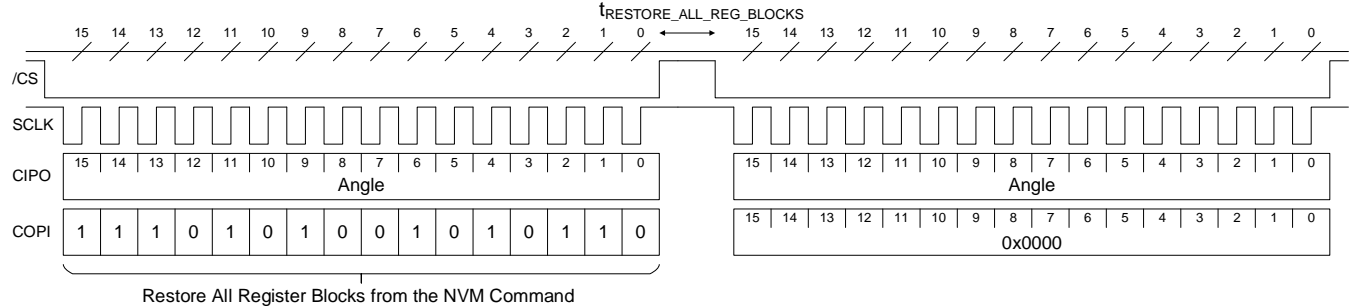 tRESTORE_ALL_REG_BLOCKS
15 14 13 12 11 10 9 8 7 6 5 4 3 2 1 0 15 14 13 12 11 10 9 8 7 6 5 4 3 2 1 0
/CS
SCLK
15 14 13 12 11 10 9 8 7 6 5 4 3 2 1 0 15 14 13 12 11 10 9 8 7 6 5 4 3 2 1 0
CIPO Angle Angle
15 14 13 12 11 10 9 8 7 6 5 4 3 2 1 0
COPI 1 1 1 0 1 0 1 0 0 1 0 1 0 1 1 0 0x0000
Restore All Register Blocks from the NVM Command